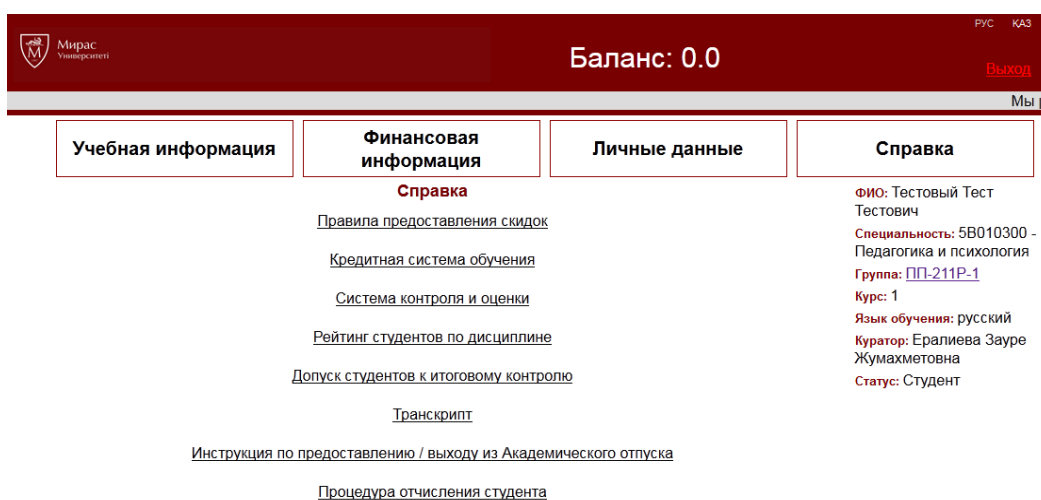 РУС ҚАЗ
Мирас
Университеті
Баланс: 0.0
Выход
Мы
Учебная информация
Финансовая
информация
Личные данные
Справка
Справка
Правила предоставления скидок
Кредитная система обучения
Система контроля и оценки
Рейтинг студентов по дисциплине
Допуск студентов к итоговому контролю
Транскрипт
Инструкция по предоставлению / выходу из Академического отпуска
Процедура отчисления студента
ФИО: Тестовый Тест
Тестович
Специальность: 5В010300 -
Педагогика и психология
Группа: ПП-211Р-1
Курс: 1
Язык обучения: русский
Куратор: Ералиева Зауре
Жумахметовна
Статус: Студент